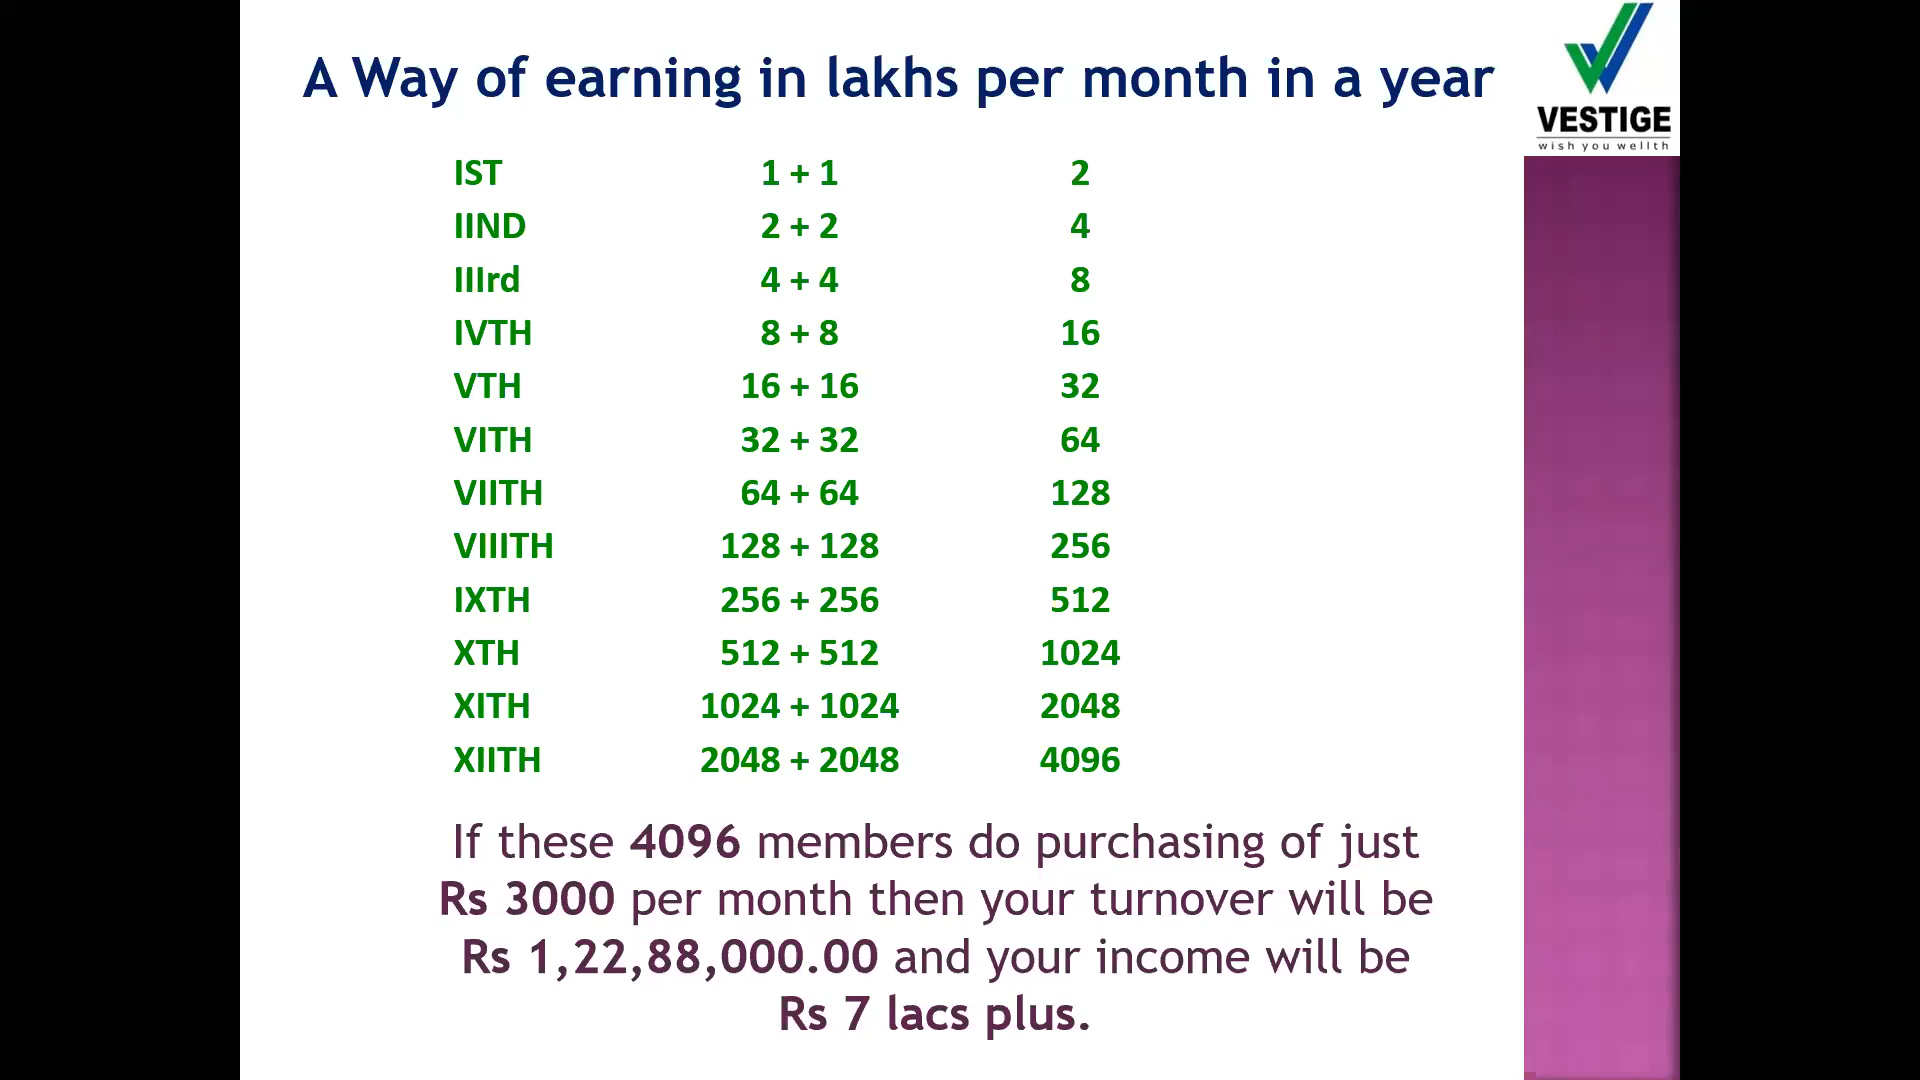 A Way of earning in lakhs per month in a year
VESTIGE
wish you wellth
IST 1 + 1 2
IIND 2 + 2 4
IIIrd 4 + 4 8
IVTH 8 + 8 16
VTH 16 + 16 32
VITH 32 + 32 64
VIITH 64 + 64 128
VIIITH 128 + 128 256
IXTH 256 + 256 512
XTH 512 + 512 1024
XITH 1024 + 1024 2048
XIITH 2048 + 2048 4096
If these 4096 members do purchasing of just
Rs 3000 per month then your turnover will be
Rs 1,22,88,000.00 and your income will be
Rs 7 lacs plus.